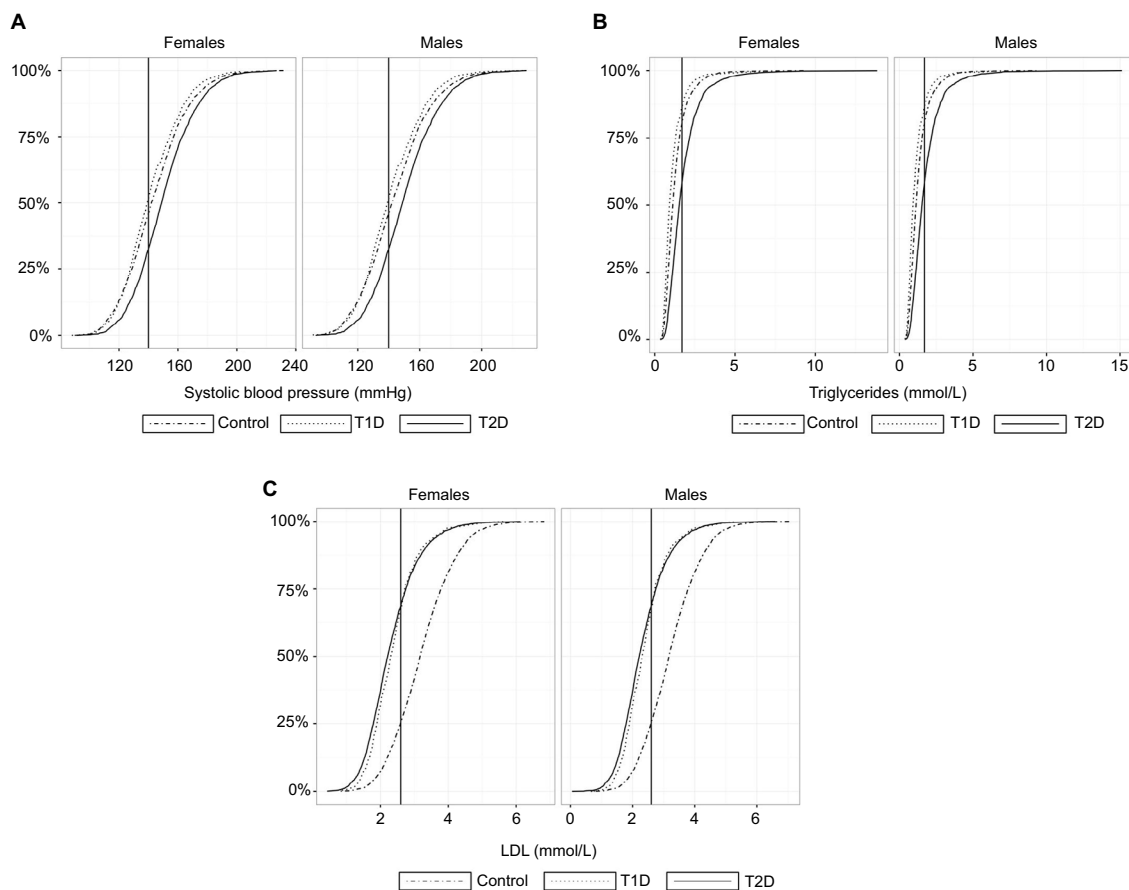 A
Females Males
100%
75%
50%
25%
0%
120 160 200 240 120 160 200
Systolic blood pressure (mmHg)
Control T1D T2D
B
Females Males
100%
75%
50%
25%
0%
0 5 10 0 5 10 15
Triglycerides (mmol/L)
Control T1D T2D
C
Females Males
100%
75%
50%
25%
0%
2 4 6 0 2 4 6
LDL (mmol/L)
Control T1D T2D